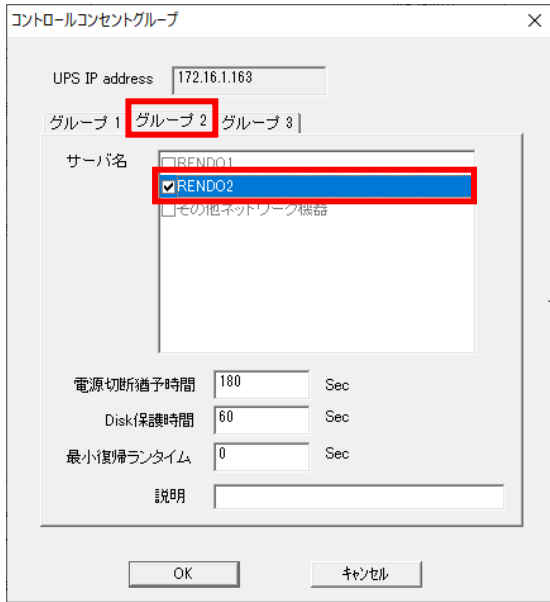 コントロールコンセントグループ
UPS IP address 172.16.1.163
グループ 1 グループ 2 グループ 3
サーバ名 RENDO1
RENDO2
その他ネットワーク機器
電源切断猶予時間 180 Sec
Disk保護時間 60 Sec
最小復帰ランタイム 0 Sec
説明
OK キャンセル